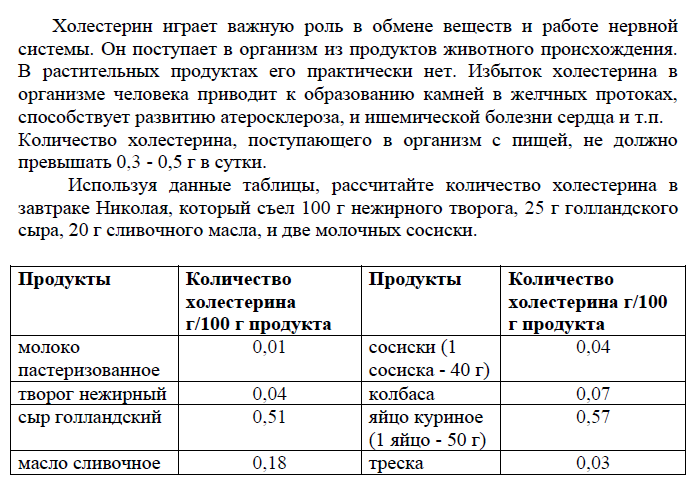 Холестерин играет важную роль в обмене веществ и работе нервной
системы. Он поступает в организм из продуктов животного происхождения.
В растительных продуктах его практически нет. Избыток холестерина в
организме человека приводит к образованию камней в желчных протоках,
способствует развитию атеросклероза, и ишемической болезни сердца и т.п.
Количество холестерина, поступающего в организм с пищей, не должно
превышать 0,3 - 0,5 г в сутки.
Используя данные таблицы, рассчитайте количество холестерина в
завтраке Николая, который съел 100 г нежирного творога, 25 г голландского
сыра, 20 г сливочного масла, и две молочных сосиски.
Продукты Количество холестерина г/100 г продукта Продукты Количество холестерина г/100 г продукта
молоко пастеризованное 0,01 сосиски (1 сосиска - 40 г) 0,04
творог нежирный 0,04 колбаса 0,07
сыр голландский 0,51 яйцо куриное (1 яйцо - 50 г) 0,57
масло сливочное 0,18 треска 0,03